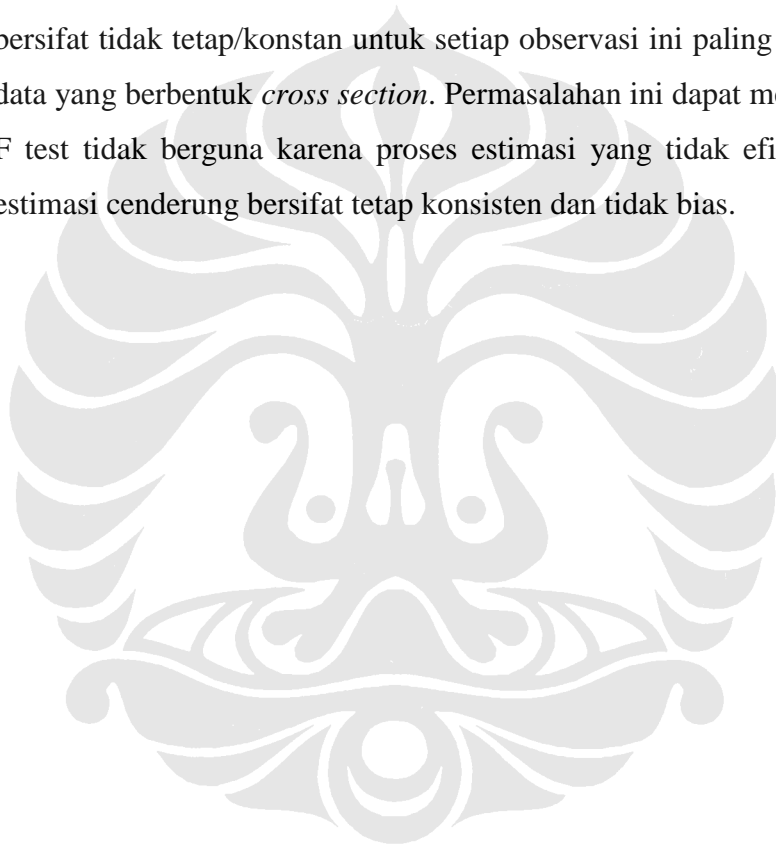 bersifat tidak tetap/konstan untuk setiap observasi ini paling
data yang berbentuk cross section. Permasalahan ini dapat
F test tidak berguna karena proses estimasi yang tidak
estimasi cenderung bersifat tetap konsisten dan tidak bias.